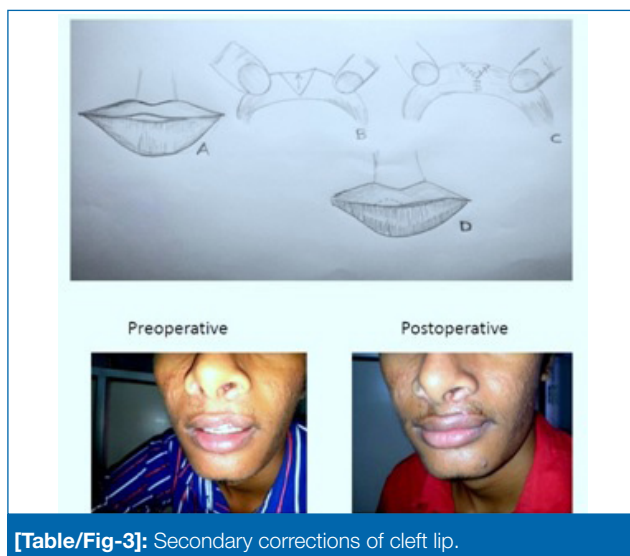 A
B
C
D
Preoperative Postoperative
[Table/Fig-3]: Secondary corrections of cleft lip.